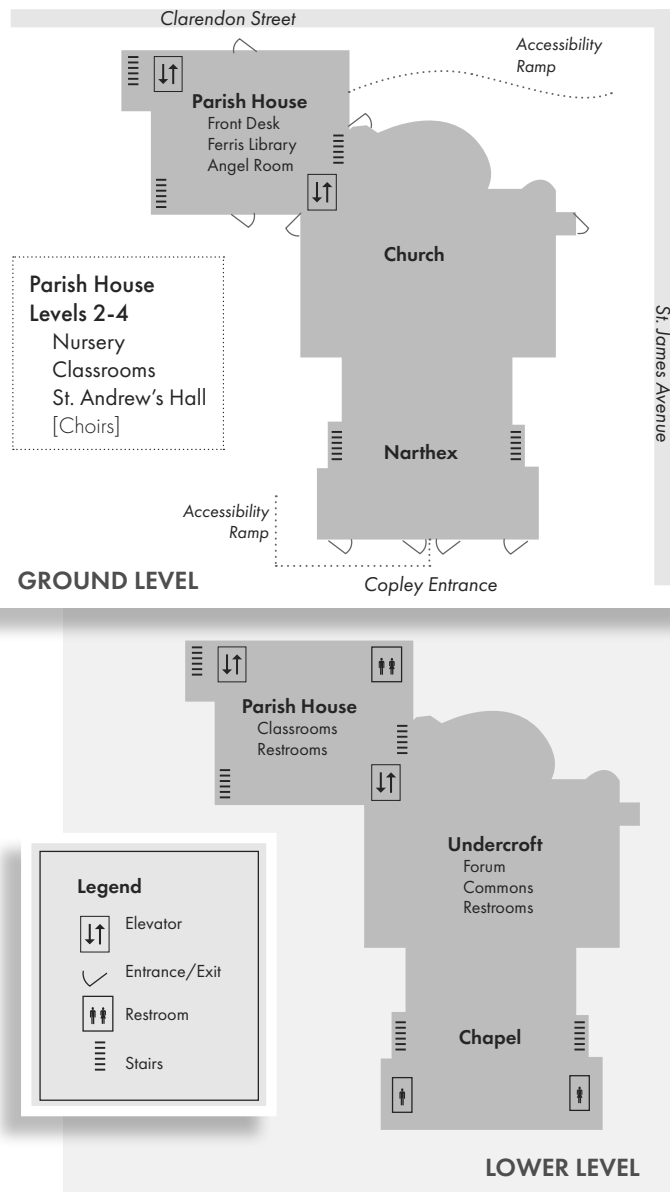 Clarendon Street
Accessibility
Ramp
Parish House
Front Desk
Ferris Library
Angel Room
Church
Parish House
Levels 2-4
Nursery
Classrooms
St. Andrew’s Hall
[Choirs]
St. James Avenue
Narthex
Accessibility
Ramp
GROUND LEVEL
Copley Entrance
Parish House
Classrooms
Restrooms
Undercroft
Forum
Commons
Restrooms
Legend
Elevator
Entrance/Exit
Restroom
Stairs
Chapel
LOWER LEVEL